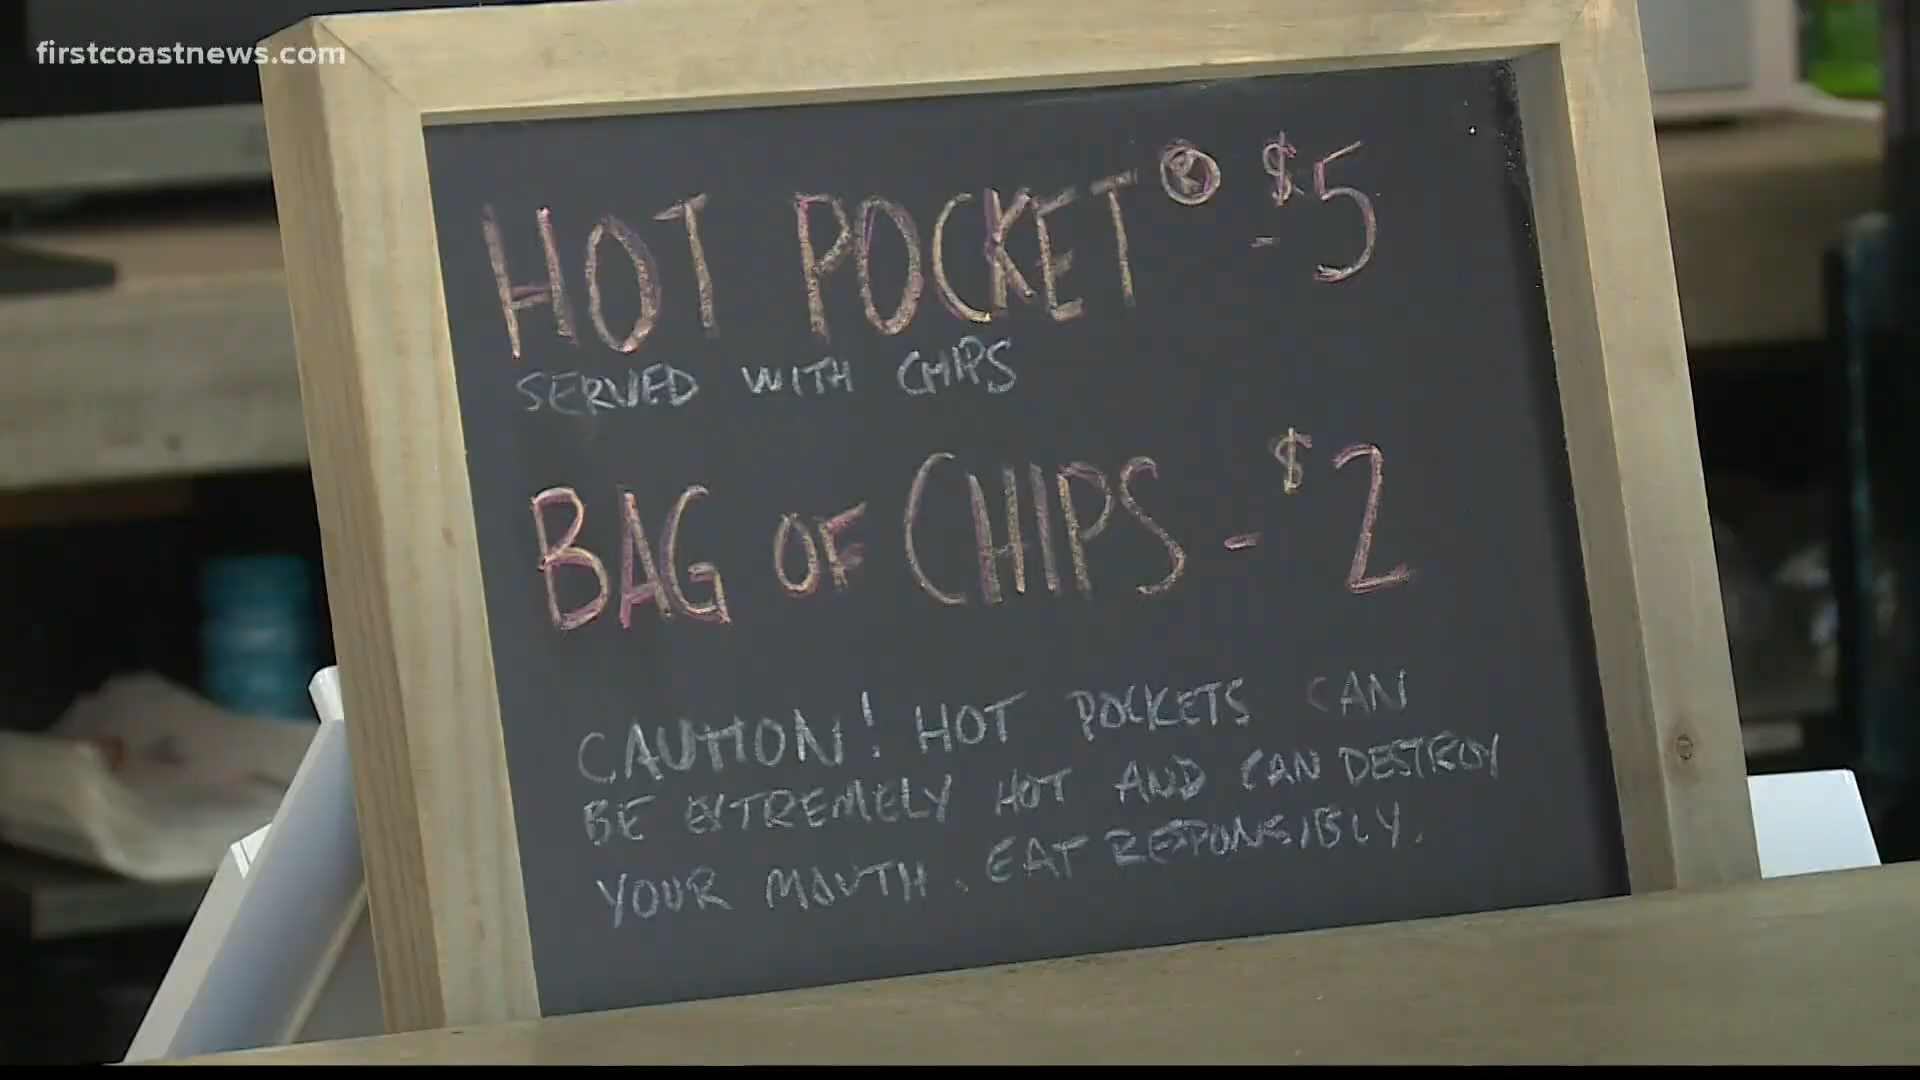 firstcoastnews.com
HOT POCKET® - $5
SERVED WITH CHIPS
BAG OF CHIPS - $2
CAUTION! HOT POCKETS CAN
BE EXTREMELY HOT AND CAN DESTROY
YOUR MOUTH. EAT RESPONSIBLY.